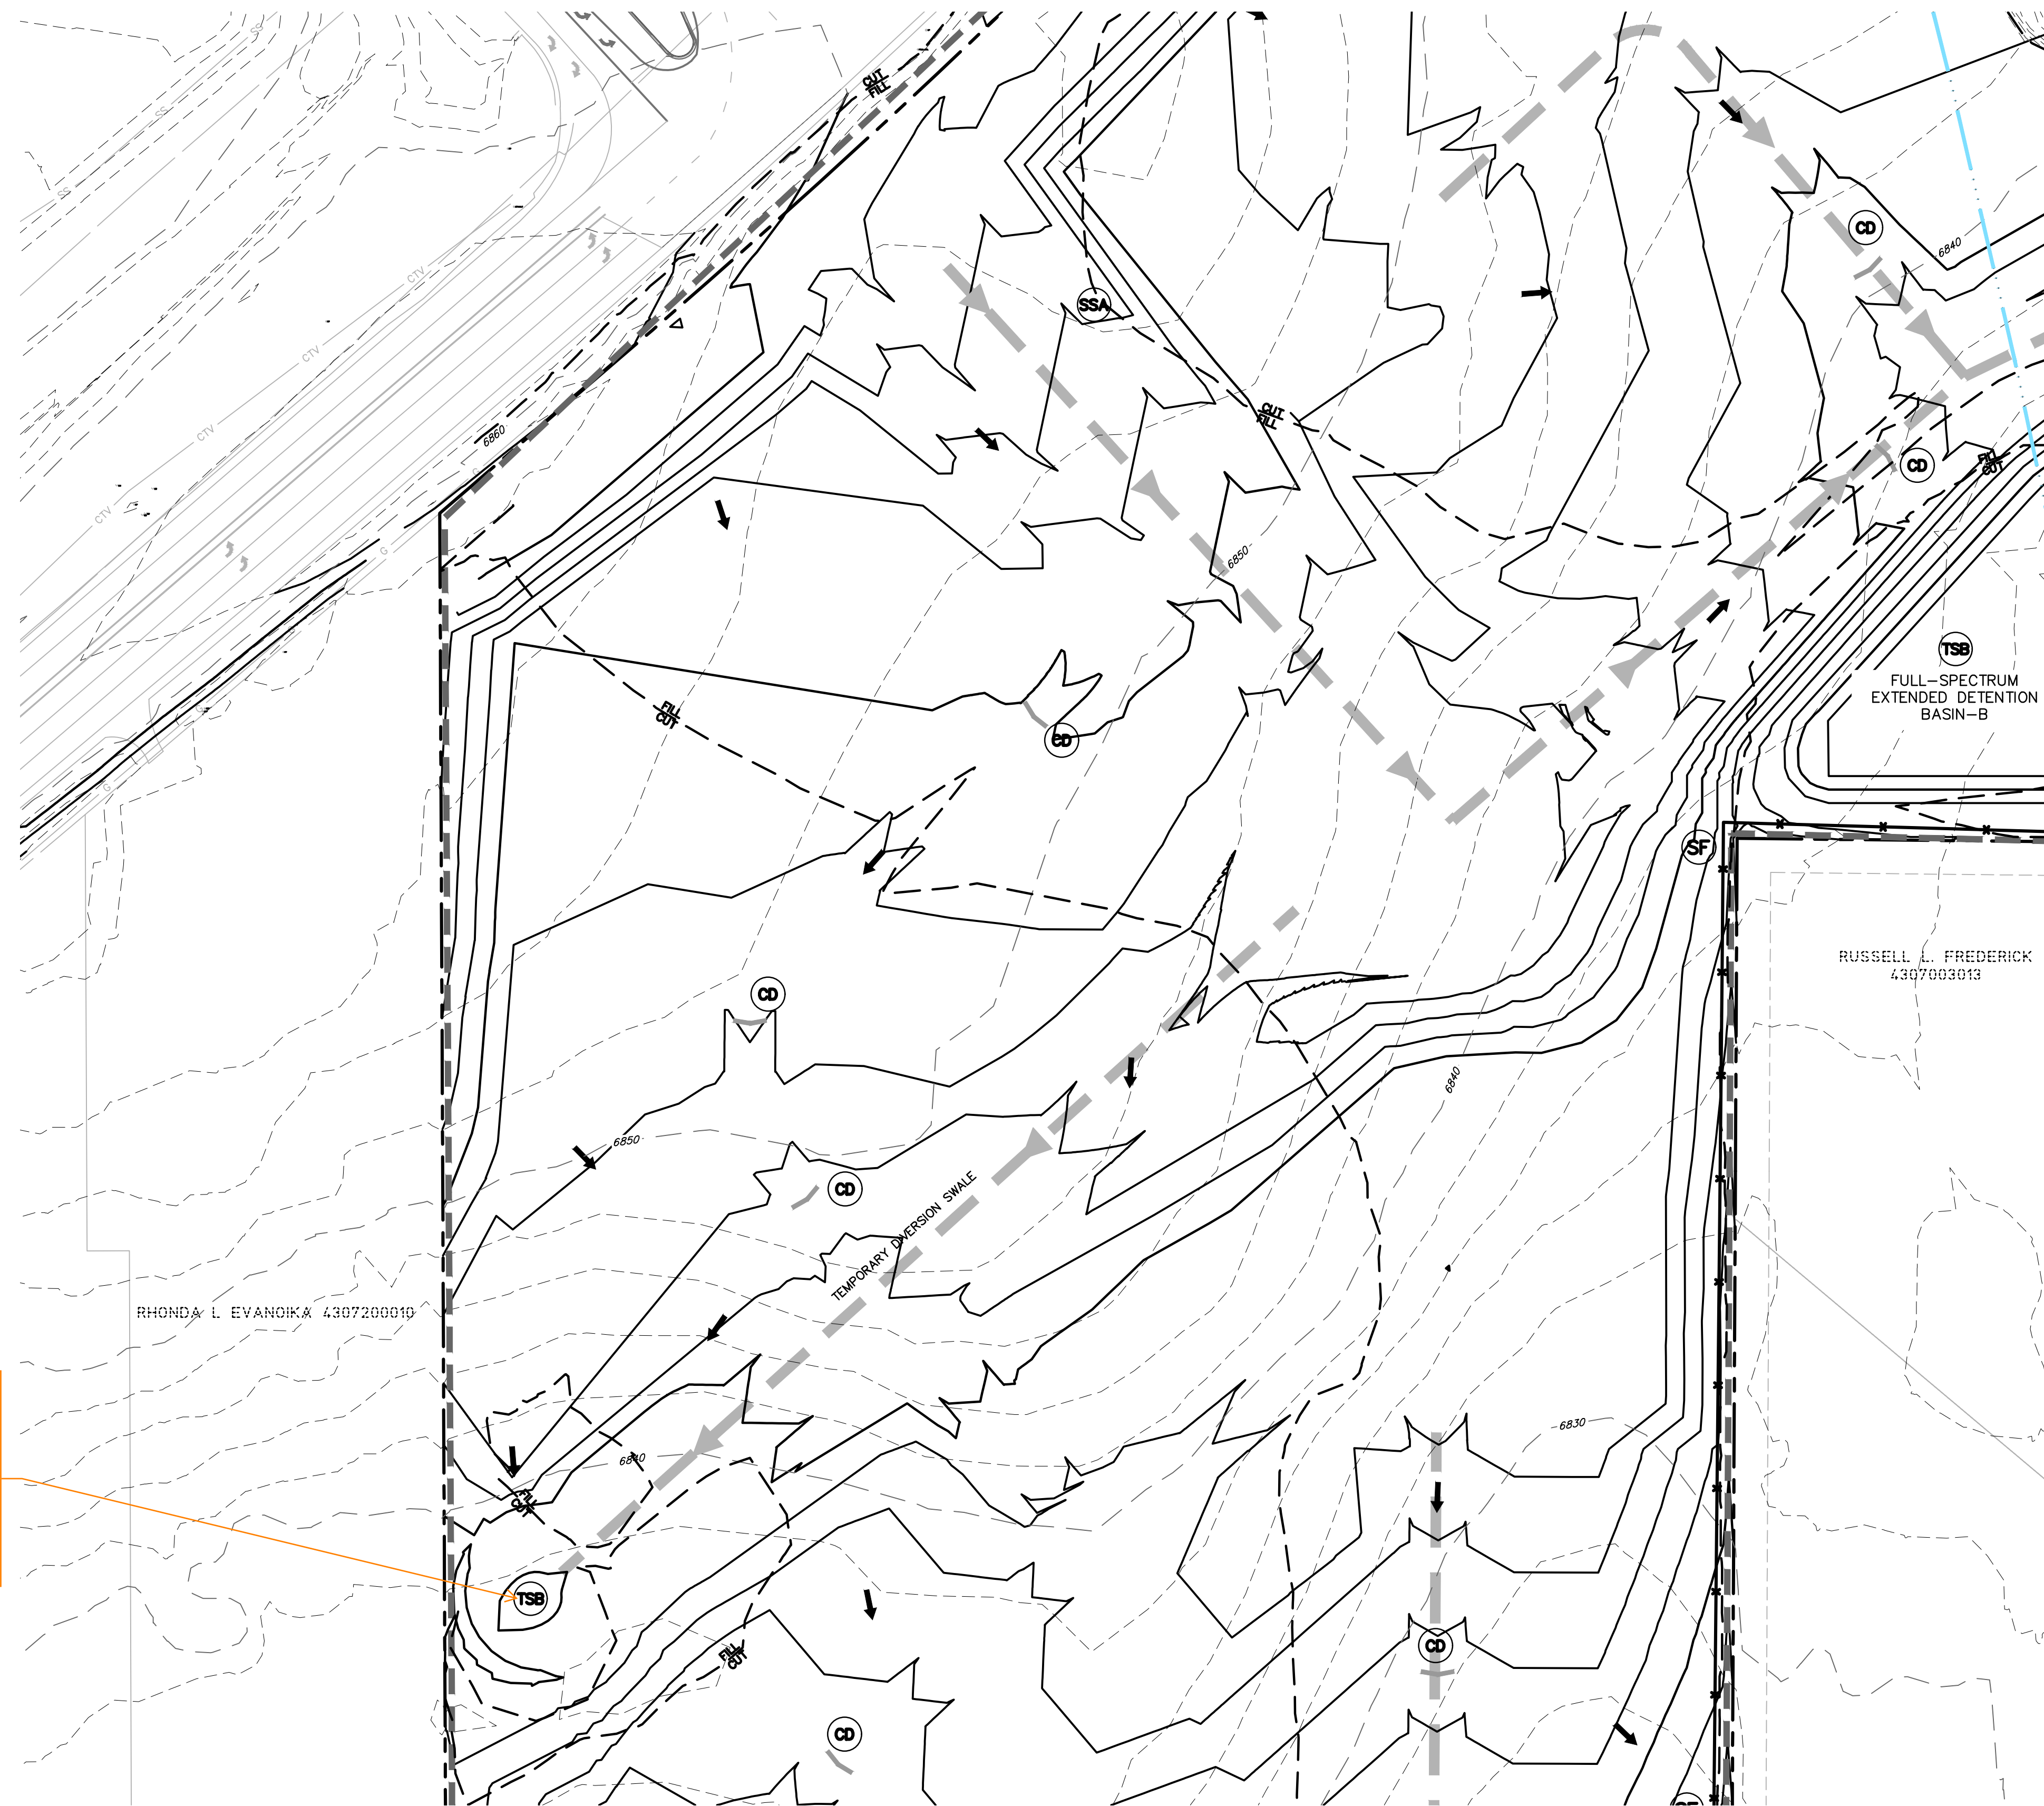 SS
CUT
FILL
SS
SS
CD
6840
CTV
SSA
CTV
CUT
FILL
6860
CTV
CD
FILL
CUT
CTV
G
G
6850
TSB
FULL-SPECTRUM
EXTENDED DETENTION
BASIN-B
G
FILL
CUT
CD
G
SF
RUSSELL L. FREDERICK
4307003013
CD
6840
6850
CD
TEMPORARY DIVERSION SWALE
RHONDA L EVANOIKA 4307200010
6830
6840
FILL
CUT
TSB
CD
FILL
CUT
CD
SF